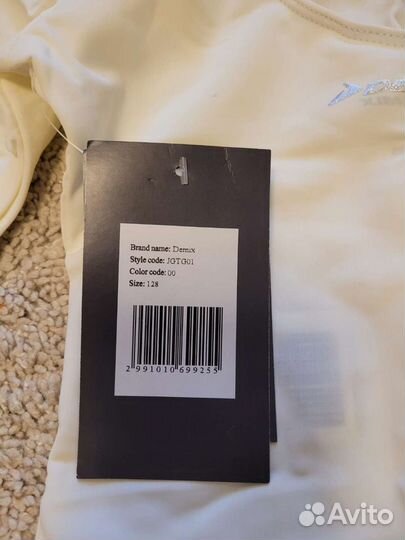 Brand name: Demix
Style code: JGTG01
Color code: 00
Size: 128
2 991010 699255
Avito